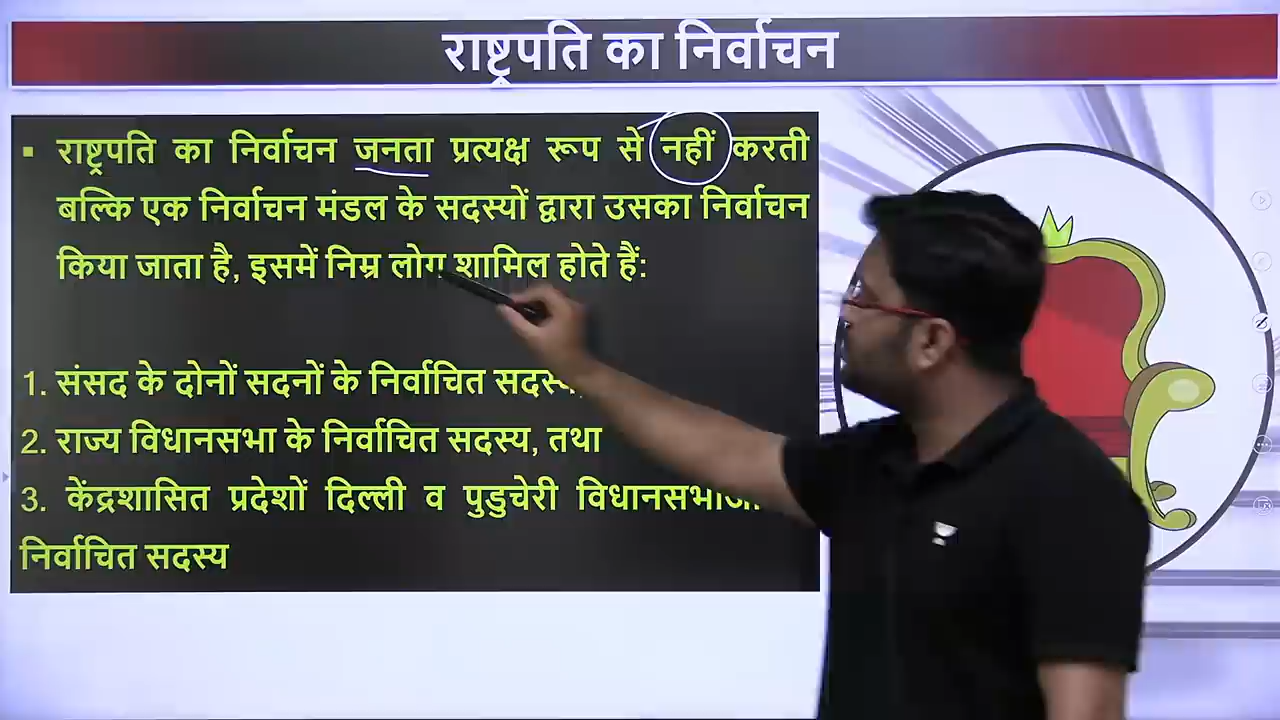 राष्ट्रपति का निर्वाचन
▪ राष्ट्रपति का निर्वाचन जनता प्रत्यक्ष रूप से नहीं करती
बल्कि एक निर्वाचन मंडल के सदस्यों द्वारा उसका निर्वाचन
किया जाता है, इसमें निम्न लोग शामिल होते हैं:
1. संसद के दोनों सदनों के निर्वाचित
2. राज्य विधानसभा के निर्वाचित सदस्य, तथा
3. केंद्रशासित प्रदेशों दिल्ली व पुडुचेरी
निर्वाचित सदस्य